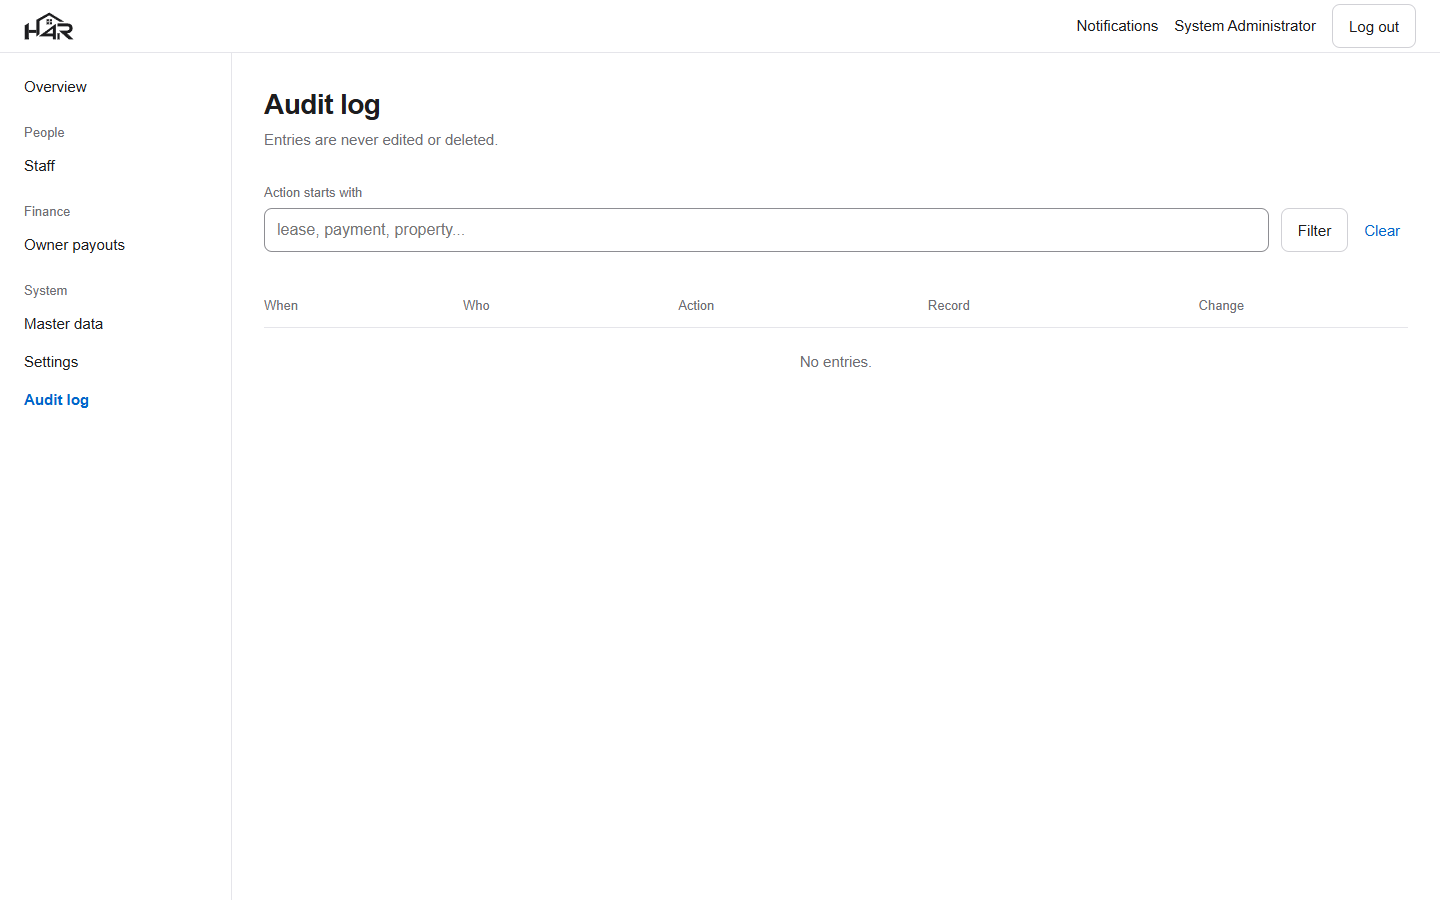 H4R
Notifications
System Administrator
Log out
Overview
People
Staff
Finance
Owner payouts
System
Master data
Settings
Audit log
Audit log
Entries are never edited or deleted.
Action starts with
lease, payment, property...
Filter
Clear
When Who Action Record Change
No entries.